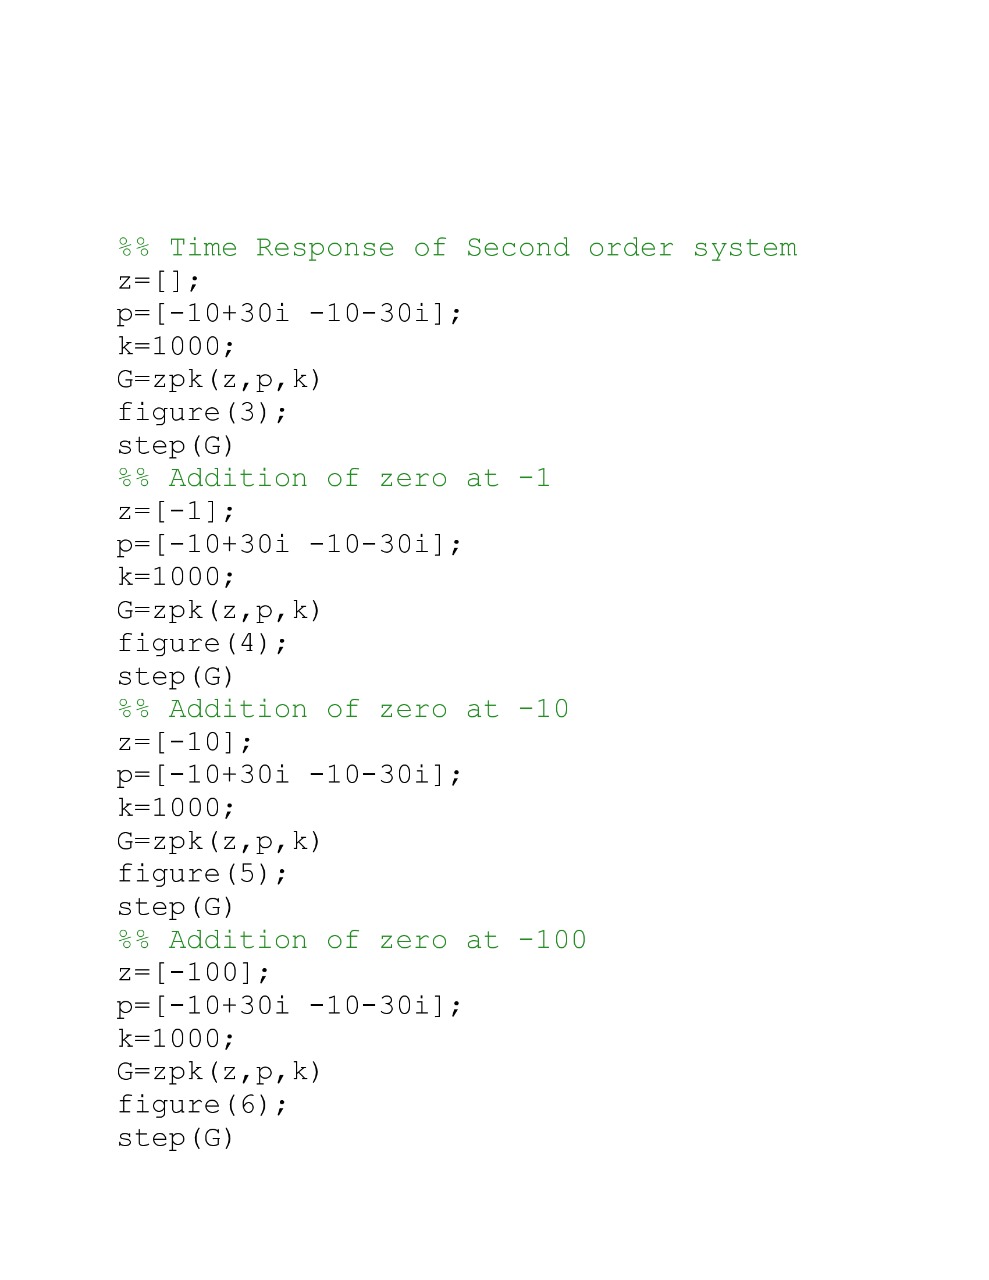 %% Time Response of Second order system
z=[];
p=[-10+30i -10-30i];
k=1000;
G=zpk(z,p,k)
figure(3);
step(G)
%% Addition of zero at -1
z=[-1];
p=[-10+30i -10-30i];
k=1000;
G=zpk(z,p,k)
figure(4);
step(G)
%% Addition of zero at -10
z=[-10];
p=[-10+30i -10-30i];
k=1000;
G=zpk(z,p,k)
figure(5);
step(G)
%% Addition of zero at -100
z=[-100];
p=[-10+30i -10-30i];
k=1000;
G=zpk(z,p,k)
figure(6);
step(G)